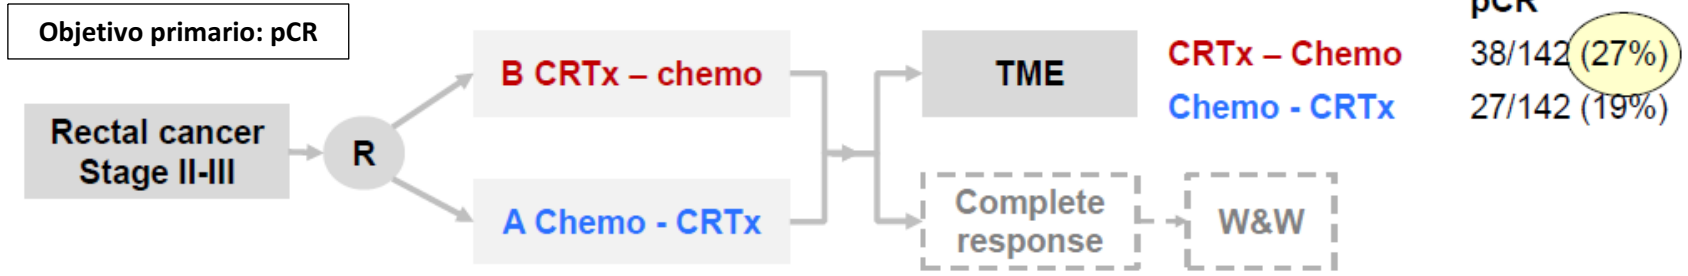 Objetivo primario: pCR
Rectal cancer
Stage II-III
R
B CRTx – chemo
A Chemo - CRTx
TME
Complete
response
W&W
pCR
CRTx – Chemo 38/142 (27%)
Chemo - CRTx 27/142 (19%)